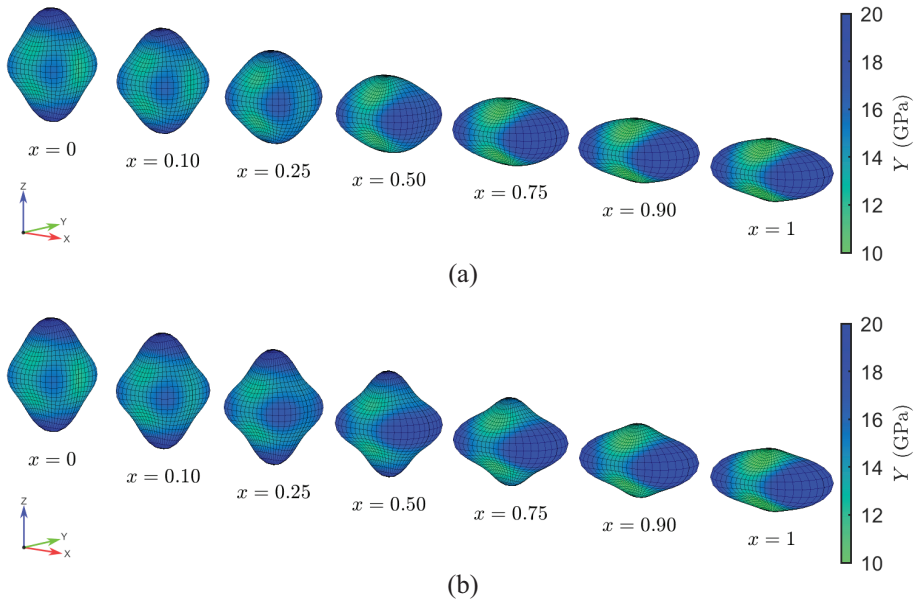 20
18
16
14
12
10
Y (GPa)
x = 0
x = 0.10
x = 0.25
x = 0.50
x = 0.75
x = 0.90
x = 1
Z
Y
X
(a)
20
18
16
14
12
10
Y (GPa)
x = 0
x = 0.10
x = 0.25
x = 0.50
x = 0.75
x = 0.90
x = 1
Z
Y
X
(b)